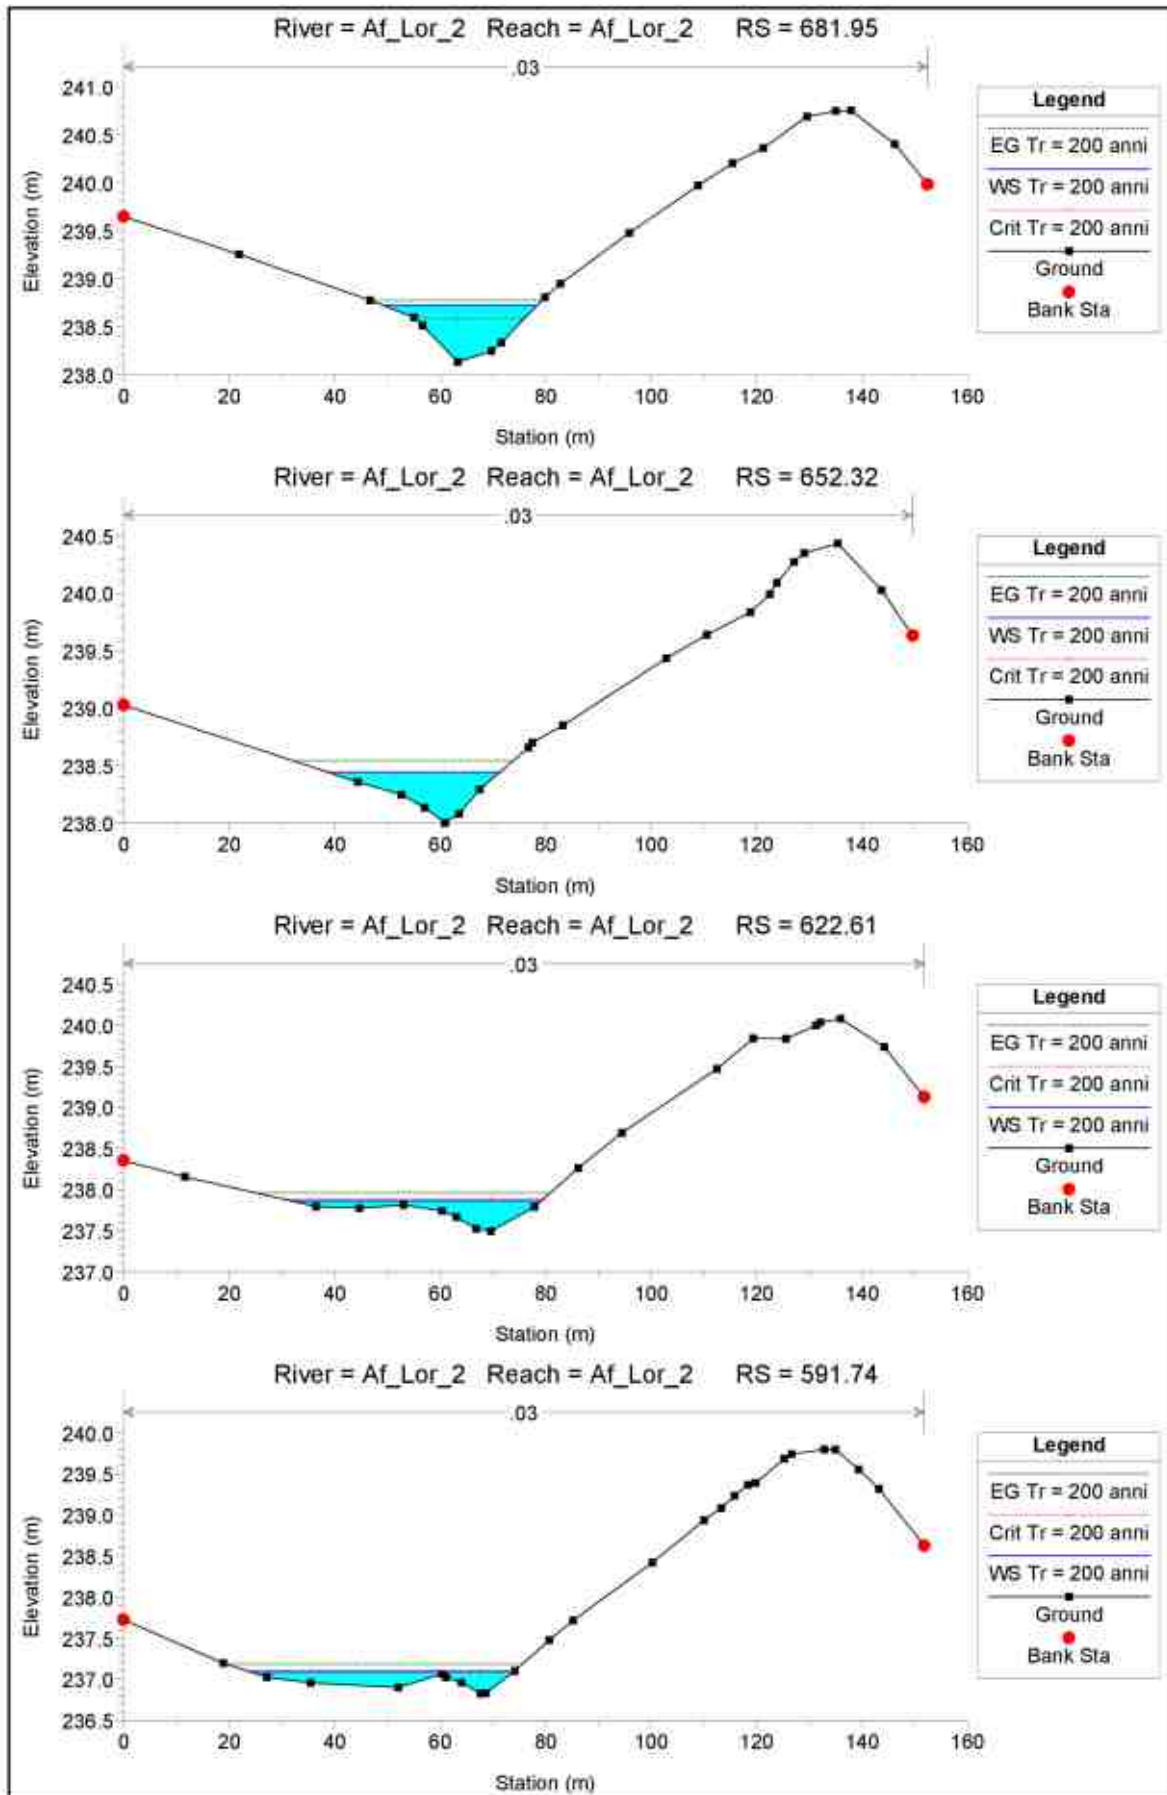 River = Af_Lor_2 Reach = Af_Lor_2 RS = 681.95
.03
241.0
240.5
240.0
239.5
239.0
238.5
238.0
Elevation (m)
0 20 40 60 80 100 120 140 160
Station (m)
Legend
EG Tr = 200 anni
WS Tr = 200 anni
Crit Tr = 200 anni
Ground
Bank Sta
River = Af_Lor_2 Reach = Af_Lor_2 RS = 652.32
.03
240.5
240.0
239.5
239.0
238.5
238.0
Elevation (m)
0 20 40 60 80 100 120 140 160
Station (m)
Legend
EG Tr = 200 anni
WS Tr = 200 anni
Crit Tr = 200 anni
Ground
Bank Sta
River = Af_Lor_2 Reach = Af_Lor_2 RS = 622.61
.03
240.5
240.0
239.5
239.0
238.5
238.0
237.5
237.0
Elevation (m)
0 20 40 60 80 100 120 140 160
Station (m)
Legend
EG Tr = 200 anni
Crit Tr = 200 anni
WS Tr = 200 anni
Ground
Bank Sta
River = Af_Lor_2 Reach = Af_Lor_2 RS = 591.74
.03
240.0
239.5
239.0
238.5
238.0
237.5
237.0
236.5
Elevation (m)
0 20 40 60 80 100 120 140 160
Station (m)
Legend
EG Tr = 200 anni
Crit Tr = 200 anni
WS Tr = 200 anni
Ground
Bank Sta